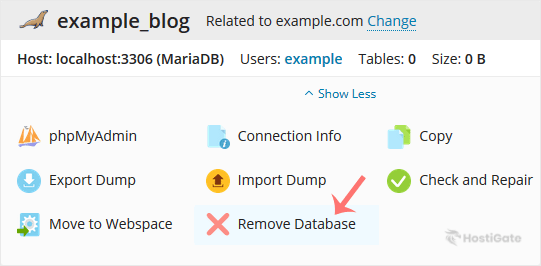 example_blog Related to example.com Change
Host: localhost:3306 (MariaDB) Users: example Tables: 0 Size: 0 B
Show Less
phpMyAdmin Connection Info Copy
Export Dump Import Dump Check and Repair
Move to Webspace Remove Database
HostiGate